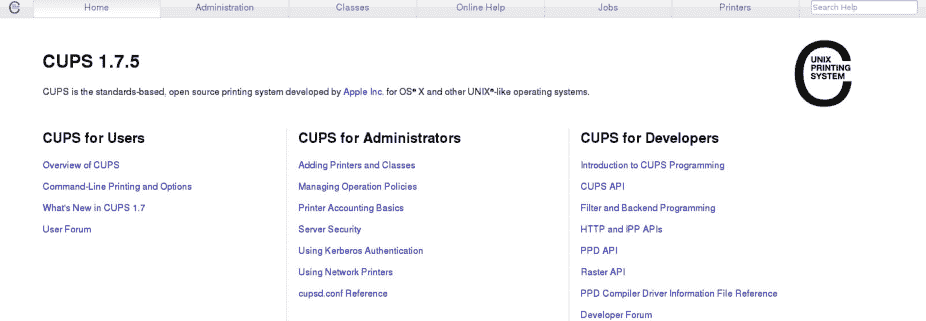 Home Administration Classes Online Help Jobs Printers Search Help
CUPS 1.7.5
CUPS is the standards-based, open source printing system developed by Apple Inc. for OS® X and other UNIX®-like operating systems.
UNIX
PRINTING
SYSTEM
CUPS for Users
Overview of CUPS
Command-Line Printing and Options
What's New in CUPS 1.7
User Forum
CUPS for Administrators
Adding Printers and Classes
Managing Operation Policies
Printer Accounting Basics
Server Security
Using Kerberos Authentication
Using Network Printers
cupsd.conf Reference
CUPS for Developers
Introduction to CUPS Programming
CUPS API
Filter and Backend Programming
HTTP and IPP APIs
PPD API
Raster API
PPD Compiler Driver Information File Reference
Developer Forum